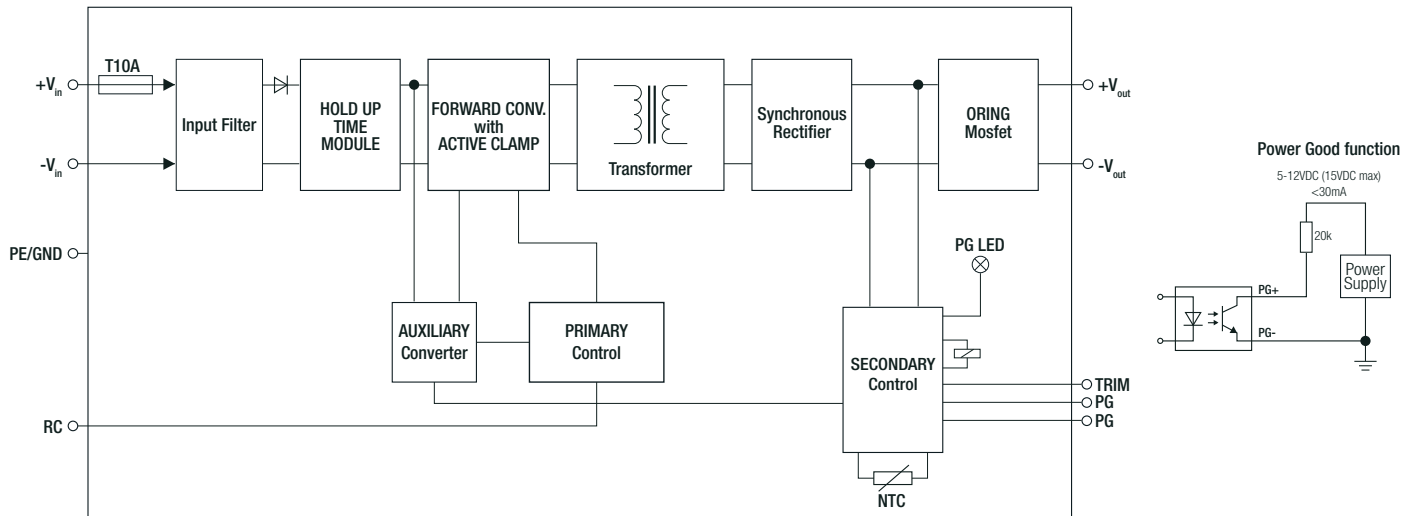 T10A
+Vin
-Vin
Input Filter
HOLD UP
TIME
MODULE
FORWARD CONV.
with
ACTIVE CLAMP
Transformer
Synchronous
Rectifier
ORING
Mosfet
+Vout
-Vout
PE/GND
RC
AUXILIARY
Converter
PRIMARY
Control
SECONDARY
Control
PG LED
NTC
TRIM
PG
PG
Power Good function
5-12VDC (15VDC max)
<30mA
20k
Power
Supply
PG+
PG-